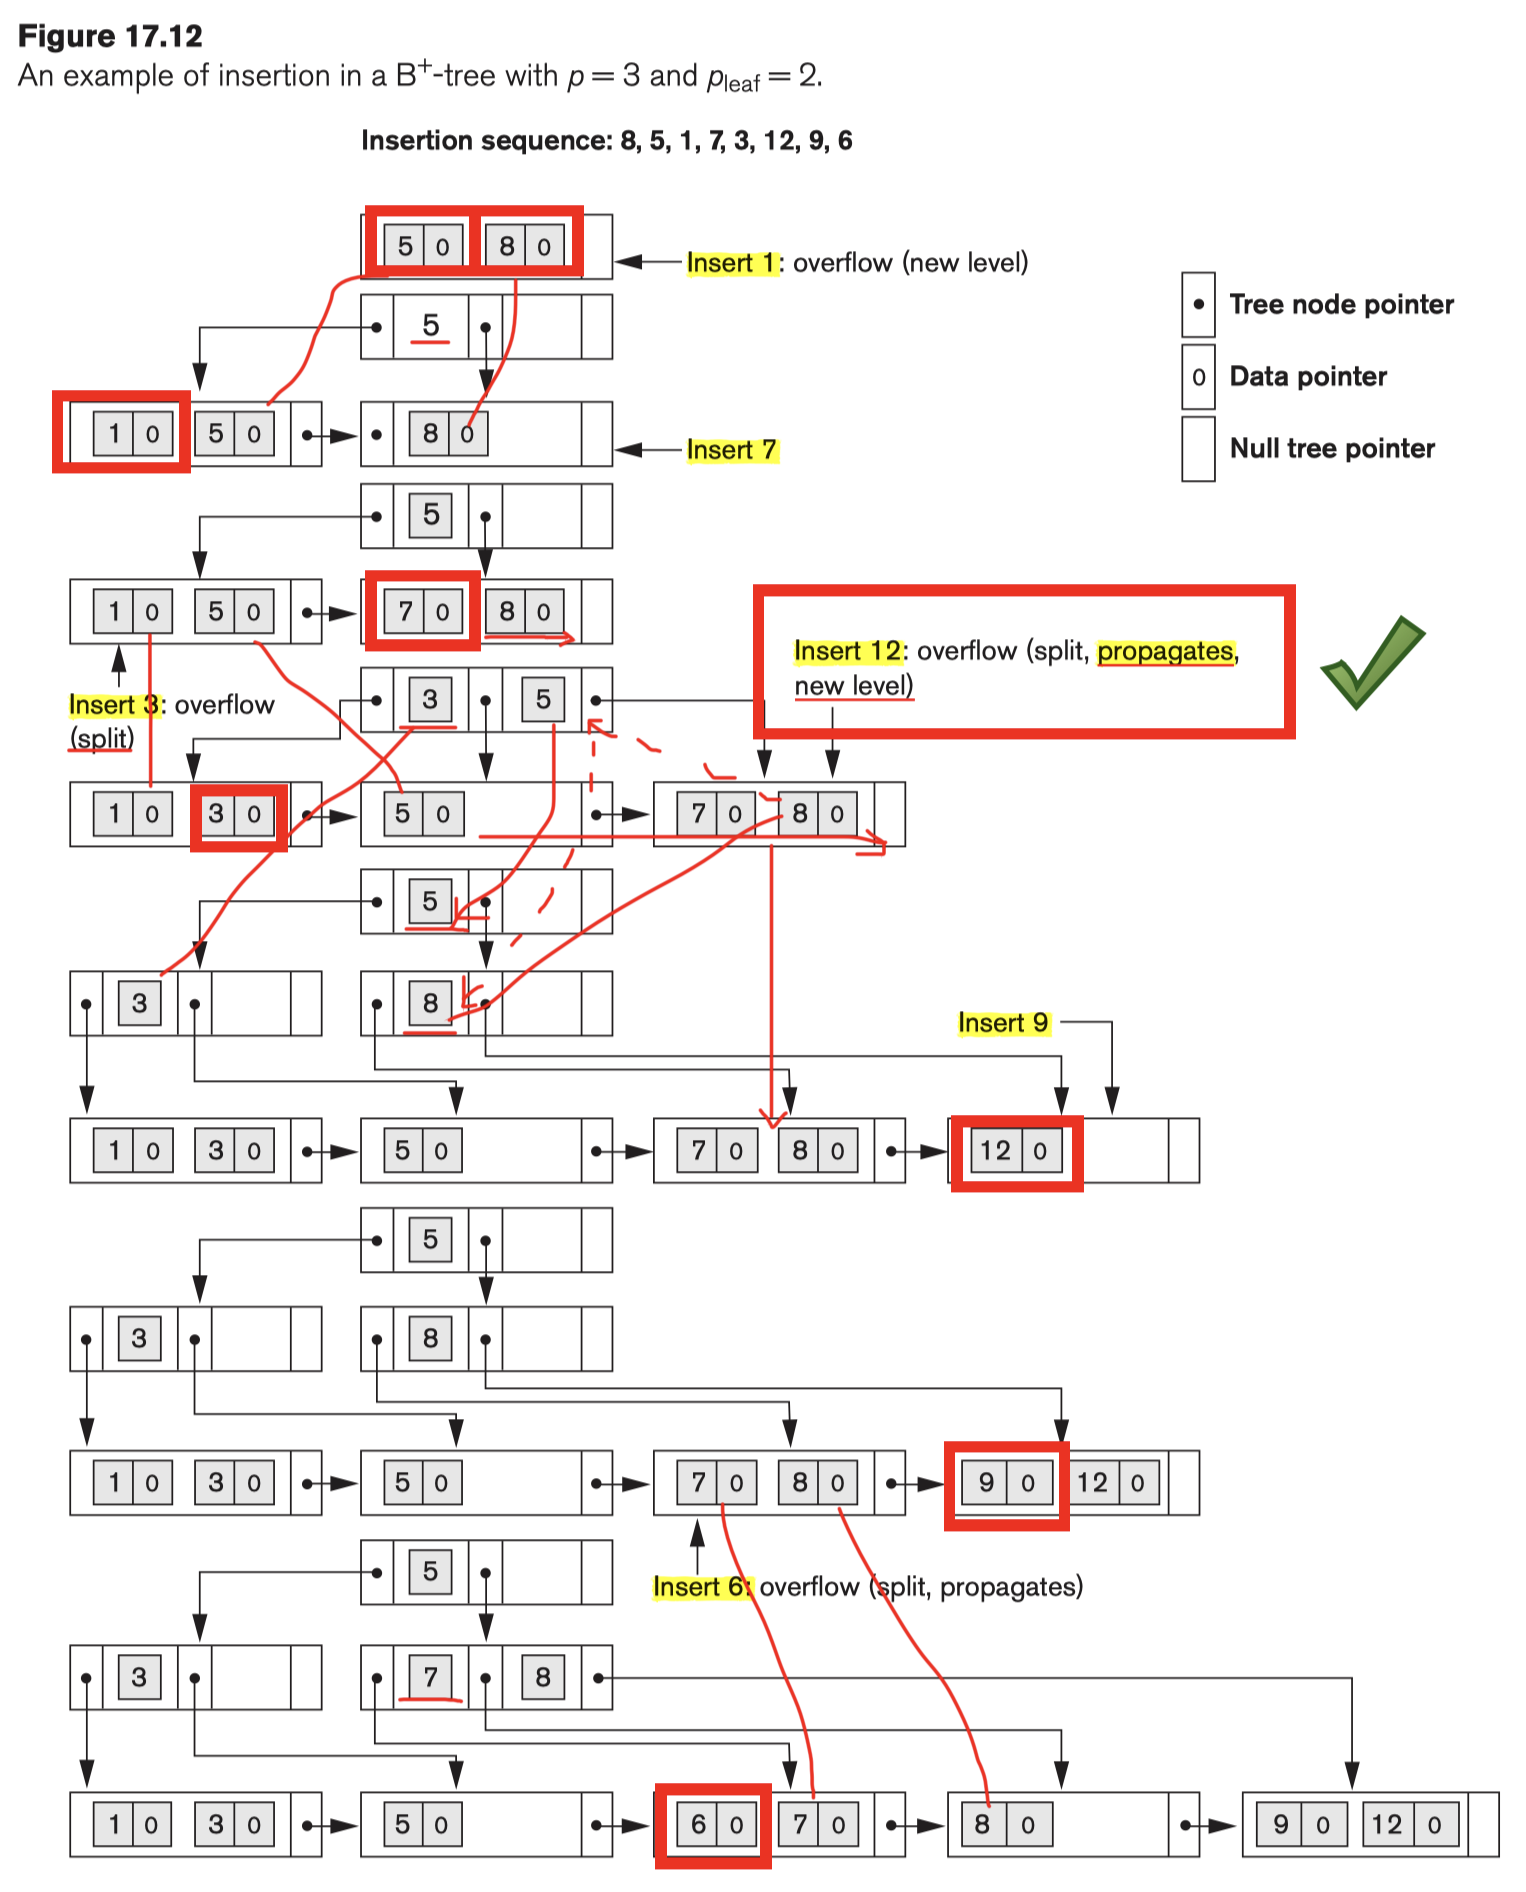 Figure 17.12
An example of insertion in a B+-tree with p = 3 and pleaf = 2.
Insertion sequence: 8, 5, 1, 7, 3, 12, 9, 6
5 0 8 0
Insert 1: overflow (new level)
Tree node pointer
5
0 Data pointer
1 0 5 0 8 0
Insert 7
Null tree pointer
5
1 0 5 0 7 0 8 0
Insert 12: overflow (split, propagates,
new level)
Insert 3: overflow
(split)
3 5
1 0 3 0 5 0 7 0 8 0
5
3 8
Insert 9
1 0 3 0 5 0 7 0 8 0 12 0
5
3 8
1 0 3 0 5 0 7 0 8 0 9 0 12 0
5
Insert 6: overflow (split, propagates)
3 7 8
1 0 3 0 5 0 6 0 7 0 8 0 9 0 12 0